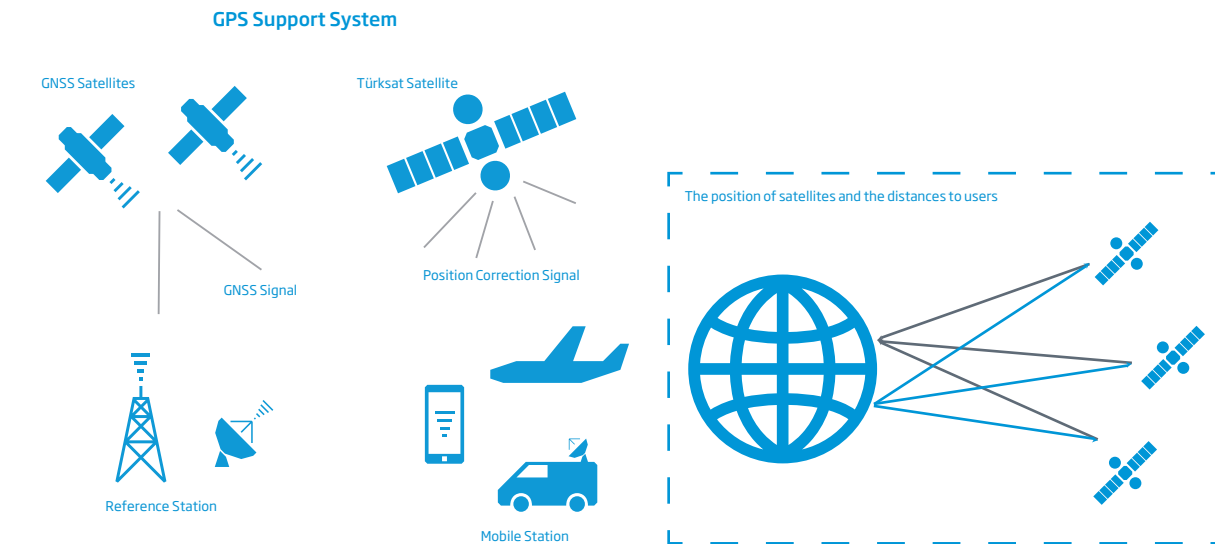 GPS Support System
GNSS Satellites
Türksat Satellite
The position of satellites and the distances to users
Position Correction Signal
GNSS Signal
Reference Station
Mobile Station